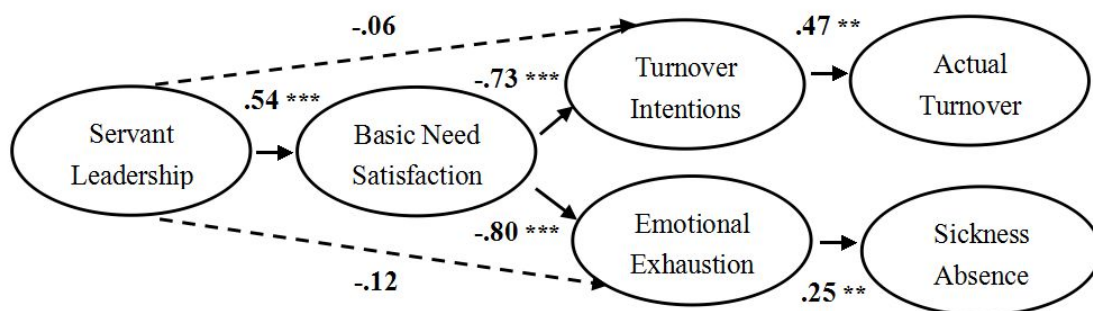 -.06
.47 **
-.73 ***
Turnover
Intentions
Actual
Turnover
.54 ***
Servant
Leadership
Basic Need
Satisfaction
-.80 ***
Emotional
Exhaustion
Sickness
Absence
-.12
.25 **